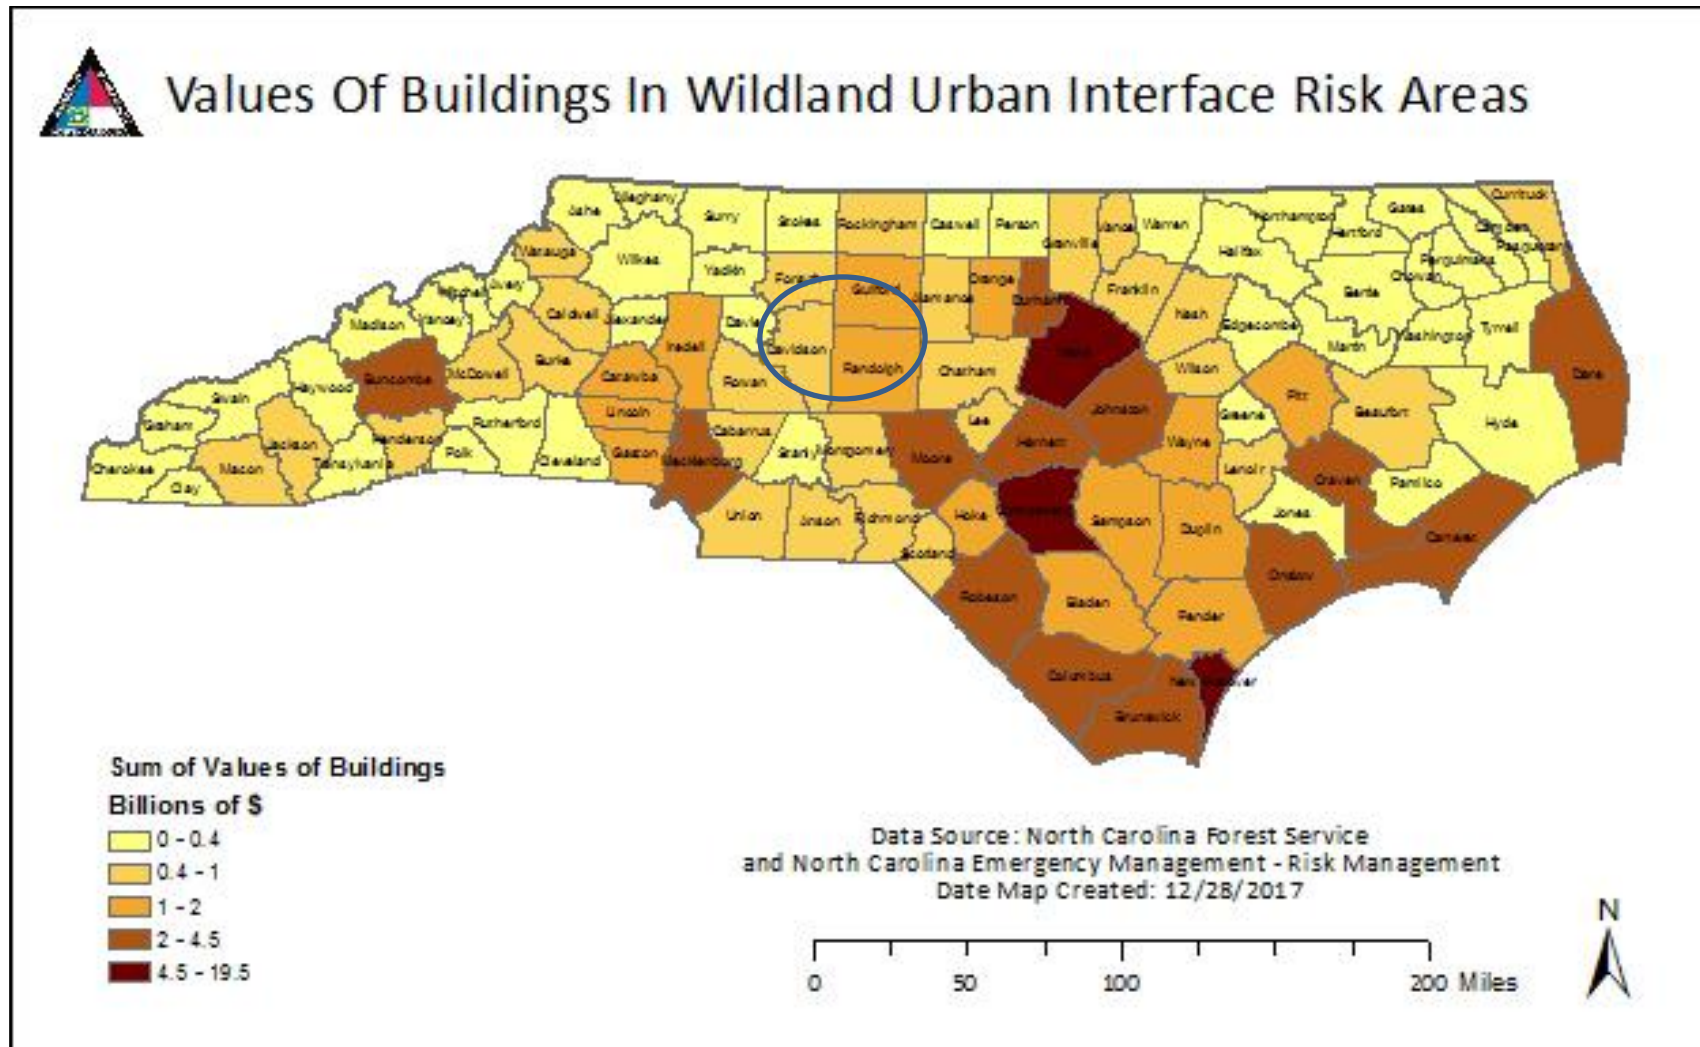 Values Of Buildings In Wildland Urban Interface Risk Areas
Ashe
Alleghany
Surry
Stokes
Rockingham
Caswell
Person
Granville
Vance
Warren
Northampton
Gates
Currituck
Camden
Pasquotank
Hertford
Halifax
Perquimans
Chowan
Watauga
Wilkes
Yadkin
Forsyth
Guilford
Alamance
Orange
Durham
Franklin
Nash
Bertie
Mitchell
Avery
Yancey
Madison
Caldwell
Alexander
Iredell
Davie
Davidson
Randolph
Chatham
Wake
Edgecombe
Martin
Washington
Tyrrell
Dare
Buncombe
McDowell
Burke
Catawba
Rowan
Wilson
Pitt
Beaufort
Hyde
Haywood
Swain
Graham
Jackson
Henderson
Rutherford
Lincoln
Cabarrus
Lee
Johnston
Greene
Wayne
Cherokee
Macon
Clay
Transylvania
Polk
Cleveland
Gaston
Mecklenburg
Stanly
Montgomery
Moore
Harnett
Lenoir
Craven
Pamlico
Union
Anson
Richmond
Hoke
Sampson
Duplin
Jones
Carteret
Scotland
Robeson
Bladen
Pender
Onslow
Columbus
Brunswick
New Hanover
Sum of Values of Buildings
Billions of $
0 - 0.4
0.4 - 1
1 - 2
2 - 4.5
4.5 - 19.5
Data Source: North Carolina Forest Service
and North Carolina Emergency Management - Risk Management
Date Map Created: 12/28/2017
N
0 50 100 200 Miles